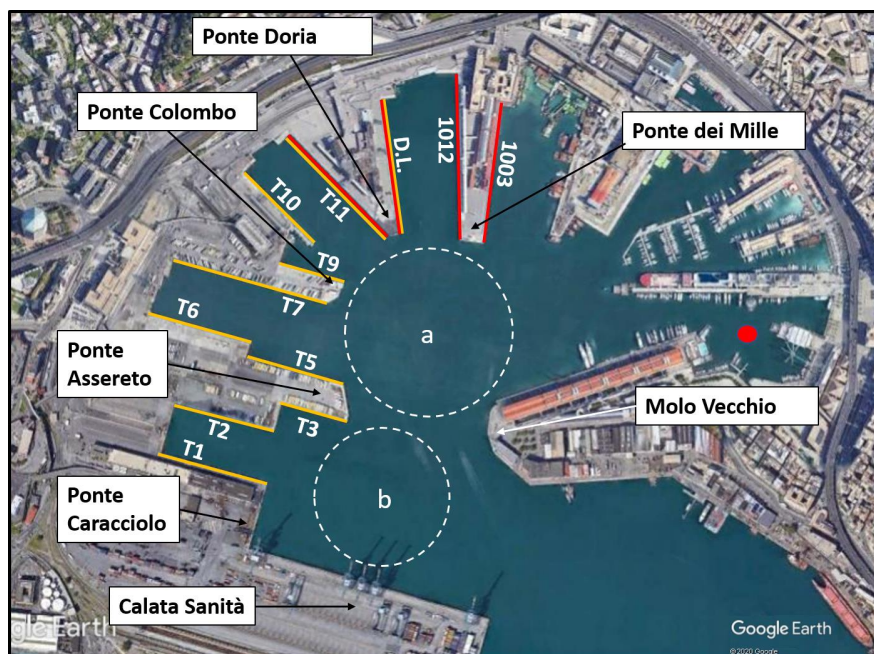 Ponte Doria
Ponte Colombo
D.L.
1012
1003
Ponte dei Mille
T11
T10
T9
T7
T6
a
Ponte
Assereto
T5
Molo Vecchio
T3
T2
T1
b
Ponte
Caracciolo
Calata Sanità
gle Earth
Google Earth
© 2020 Google